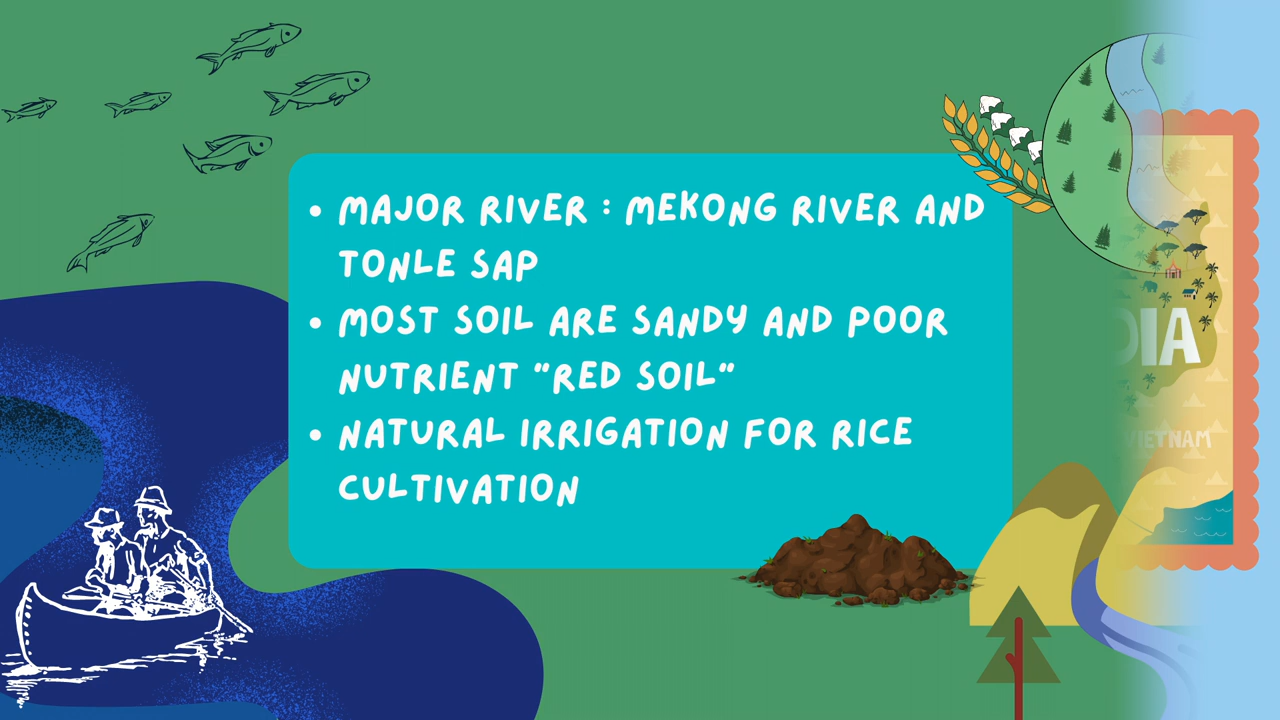 • MAJOR RIVER : MEKONG RIVER AND
TONLE SAP
• MOST SOIL ARE SANDY AND POOR
NUTRIENT "RED SOIL"
• NATURAL IRRIGATION FOR RICE
CULTIVATION
DIA
VIETNAM